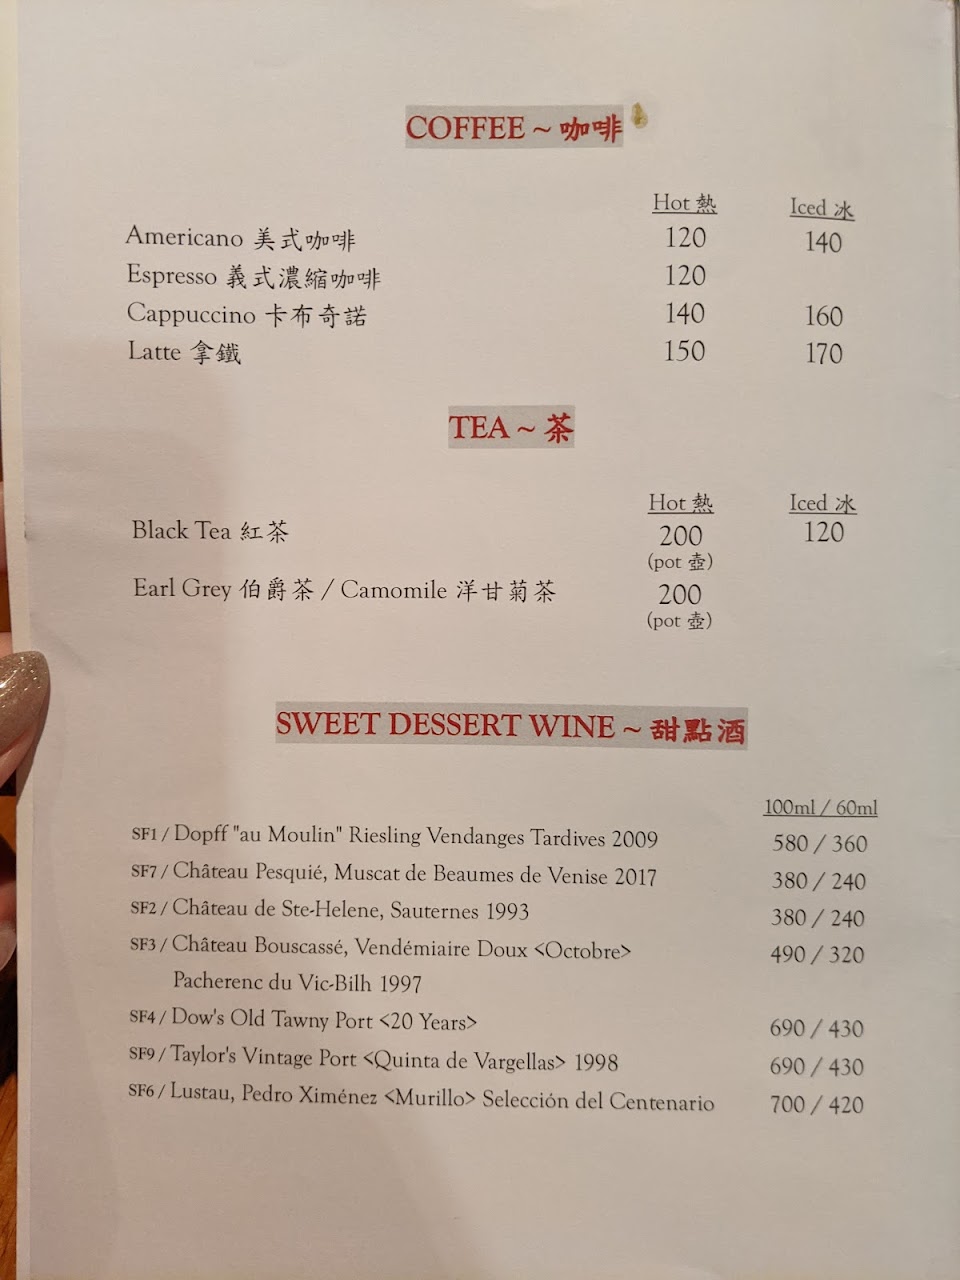 COFFEE ~ 咖啡
Hot 熱 Iced 冰
Americano 美式咖啡 120 140
Espresso 義式濃縮咖啡 120
Cappuccino 卡布奇諾 140 160
Latte 拿鐵 150 170
TEA ~ 茶
Hot 熱 Iced 冰
Black Tea 紅茶 200 120
(pot 壺)
Earl Grey 伯爵茶 / Camomile 洋甘菊茶 200
(pot 壺)
SWEET DESSERT WINE ~ 甜點酒
100ml / 60ml
SF1 / Dopff "au Moulin" Riesling Vendanges Tardives 2009 580 / 360
SF7 / Château Pesquié, Muscat de Beaumes de Venise 2017 380 / 240
SF2 / Château de Ste-Helene, Sauternes 1993 380 / 240
SF3 / Château Bouscassé, Vendémiaire Doux <Octobre> 490 / 320
Pacherenc du Vic-Bilh 1997
SF4 / Dow's Old Tawny Port <20 Years> 690 / 430
SF9 / Taylor's Vintage Port <Quinta de Vargellas> 1998 690 / 430
SF6 / Lustau, Pedro Ximénez <Murillo> Selección del Centenario 700 / 420